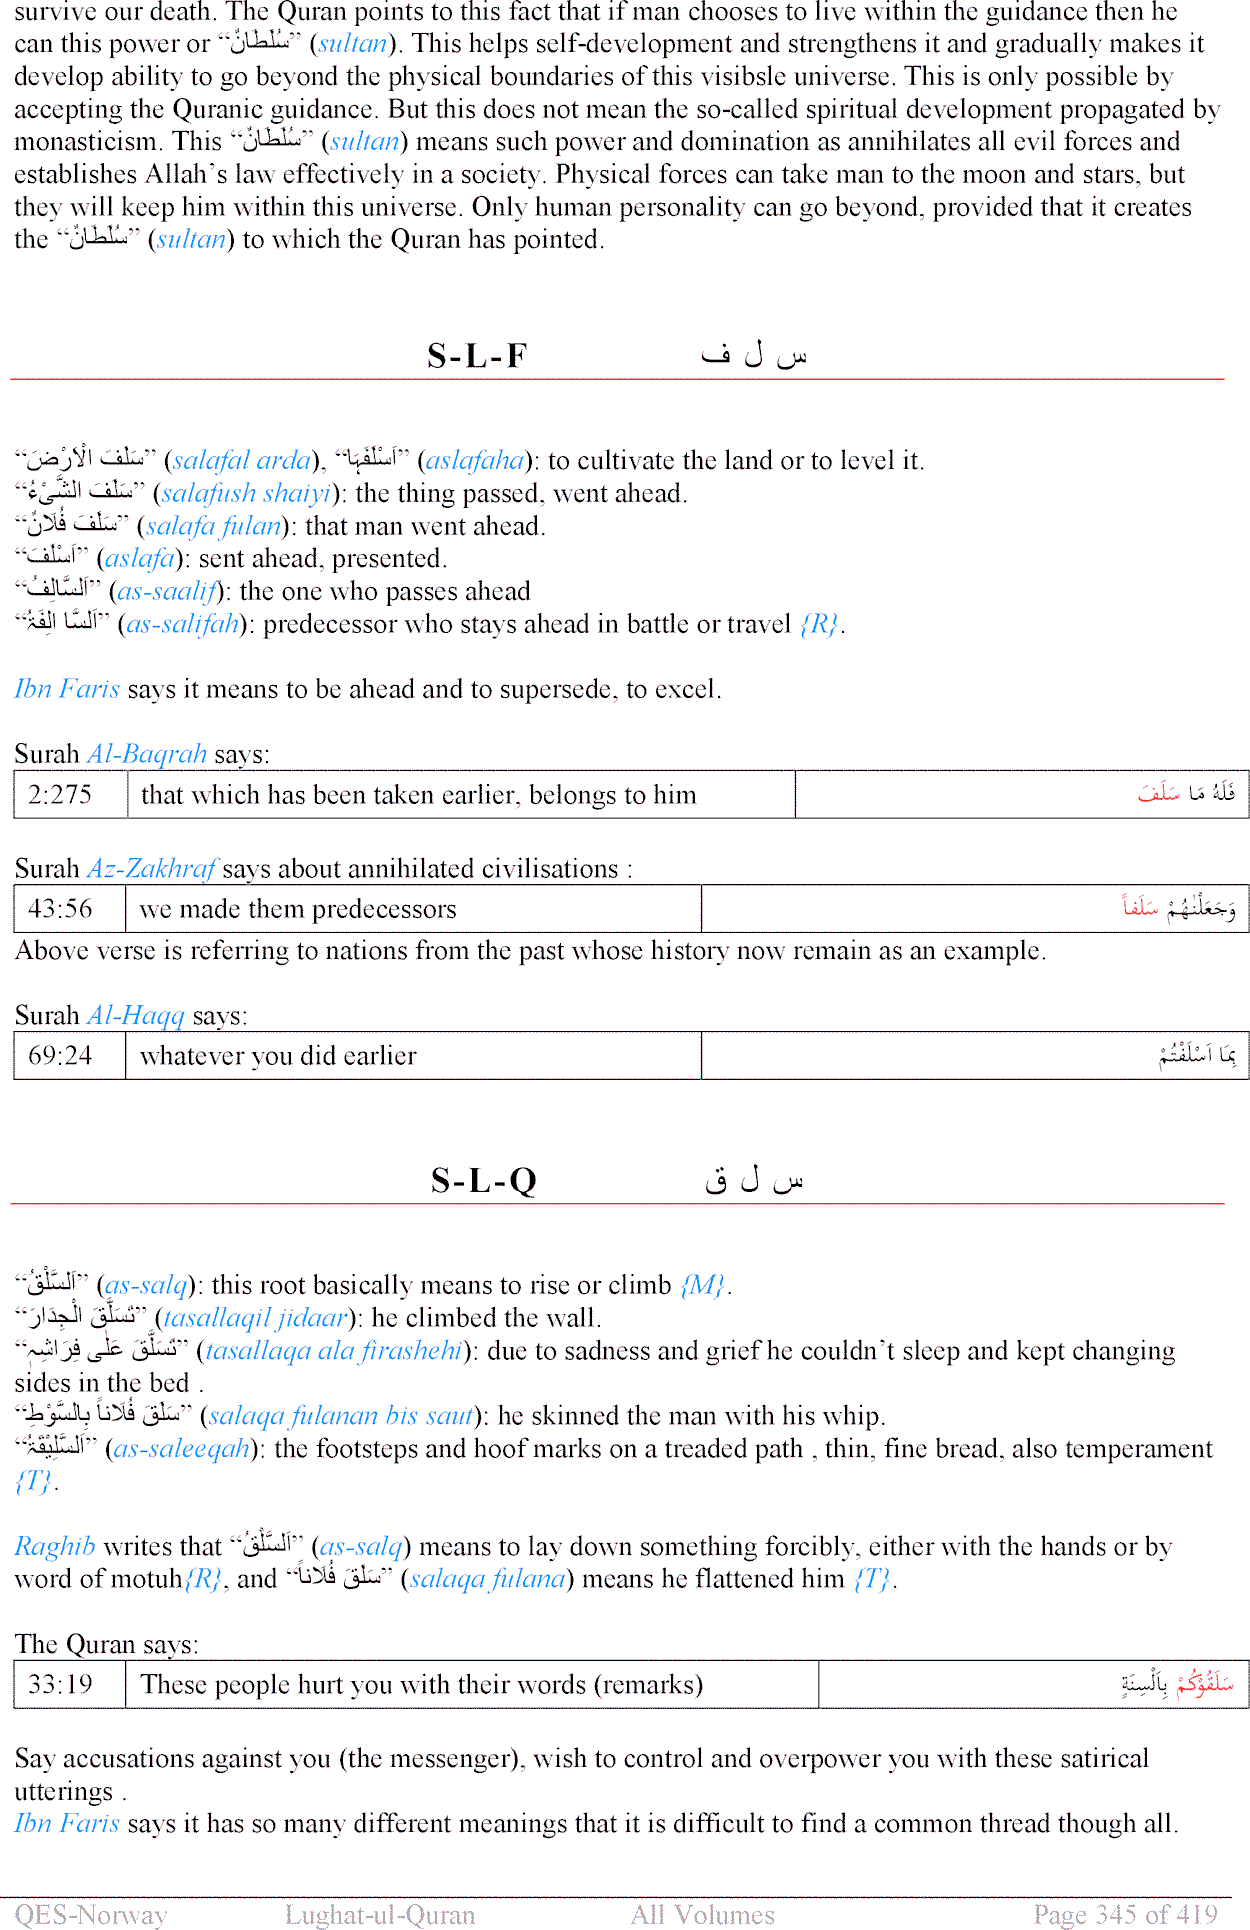 survive our death. The Quran points to this fact that if man chooses to live within the guidance then he
can this power or “سُلْطَانٌ” (sultan). This helps self-development and strengthens it and gradually makes it
develop ability to go beyond the physical boundaries of this visibsle universe. This is only possible by
accepting the Quranic guidance. But this does not mean the so-called spiritual development propagated by
monasticism. This “سُلْطَانٌ” (sultan) means such power and domination as annihilates all evil forces and
establishes Allah’s law effectively in a society. Physical forces can take man to the moon and stars, but
they will keep him within this universe. Only human personality can go beyond, provided that it creates
the “سُلْطَانٌ” (sultan) to which the Quran has pointed.
S-L-F س ل ف
“سَلَفَ الْاَرْضَ” (salafal arda), “اَسْلَفَہَا” (aslafaha): to cultivate the land or to level it.
“سَلَفَ الشَّیْءُ” (salafush shaiyi): the thing passed, went ahead.
“سَلَفَ فُلَانٌ” (salafa fulan): that man went ahead.
“اَسْلَفَ” (aslafa): sent ahead, presented.
“اَلسَّالِفُ” (as-saalif): the one who passes ahead
“اَلسَّا لِفَۃُ” (as-salifah): predecessor who stays ahead in battle or travel {R}.
Ibn Faris says it means to be ahead and to supersede, to excel.
Surah Al-Baqrah says:
2:275 that which has been taken earlier, belongs to him فَلَهُ مَا سَلَفَ
Surah Az-Zakhraf says about annihilated civilisations :
43:56 we made them predecessors وَجَعَلْنٰهُمْ سَلَفاً
Above verse is referring to nations from the past whose history now remain as an example.
Surah Al-Haqq says:
69:24 whatever you did earlier بِمَا اَسْلَفْتُمْ
S-L-Q س ل ق
“اَلسَّلْقُ” (as-salq): this root basically means to rise or climb {M}.
“تَسَلَّقَ الْجِدَارَ” (tasallaqil jidaar): he climbed the wall.
“تَسَلَّقَ عَلٰی فِرَاشِہٖ” (tasallaqa ala firashehi): due to sadness and grief he couldn’t sleep and kept changing
sides in the bed .
“سَلَقَ فُلَاناً بِالسَّوْطِ” (salaqa fulanan bis saut): he skinned the man with his whip.
“اَلسَّلِیْقَۃُ” (as-saleeqah): the footsteps and hoof marks on a treaded path , thin, fine bread, also temperament
{T}.
Raghib writes that “اَلسَّلْقُ” (as-salq) means to lay down something forcibly, either with the hands or by
word of motuh{R}, and “سَلَقَ فُلَاناً” (salaqa fulana) means he flattened him {T}.
The Quran says:
33:19 These people hurt you with their words (remarks) سَلَقُوْكُمْ بِاَلْسِنَةٍ
Say accusations against you (the messenger), wish to control and overpower you with these satirical
utterings .
Ibn Faris says it has so many different meanings that it is difficult to find a common thread though all.
QES-Norway Lughat-ul-Quran All Volumes Page 345 of 419